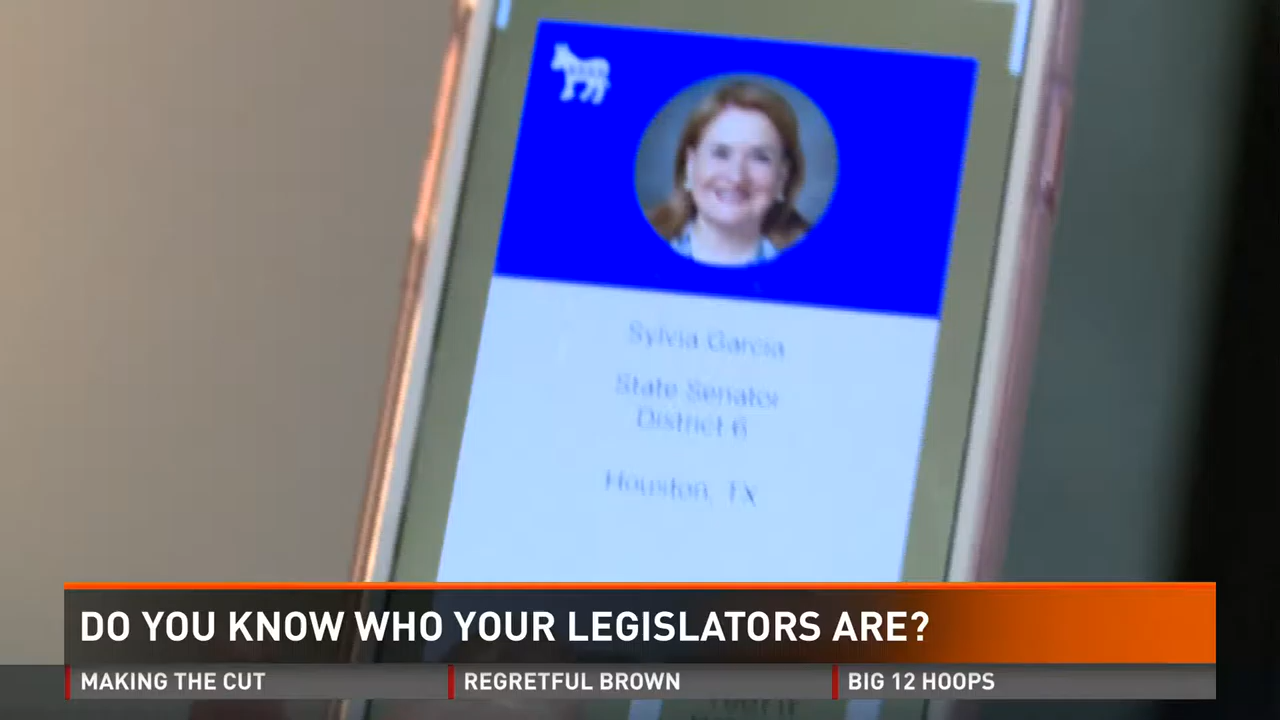 Sylvia Garcia
State Senator
District 6
Houston, TX
DO YOU KNOW WHO YOUR LEGISLATORS ARE?
MAKING THE CUT
REGRETFUL BROWN
BIG 12 HOOPS